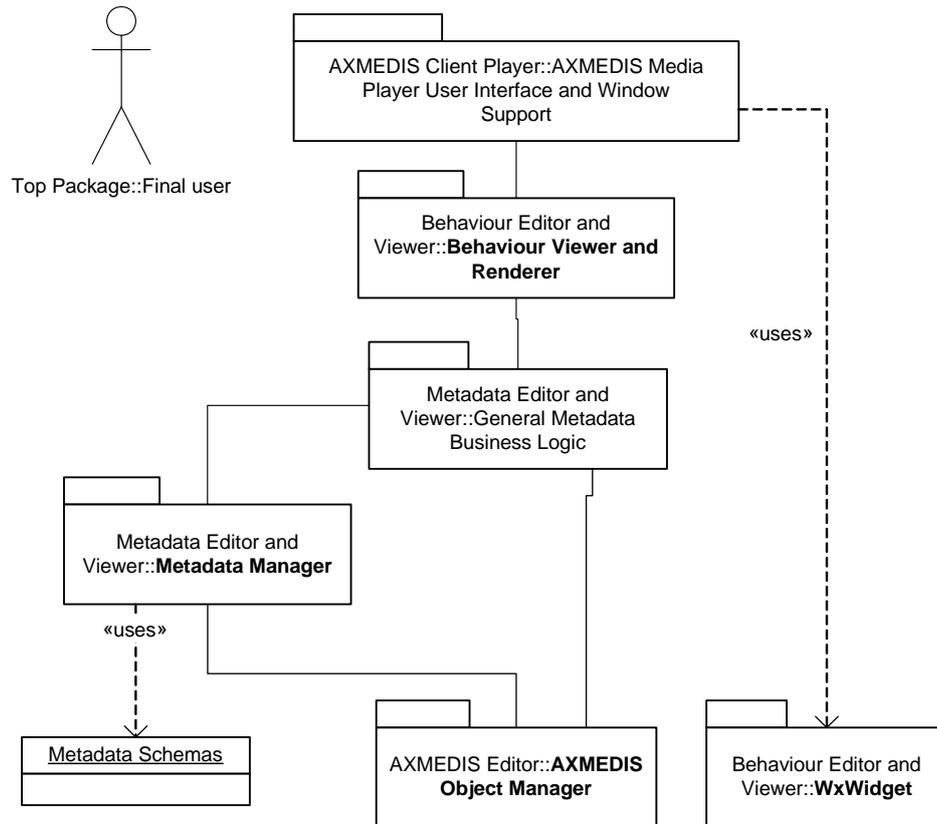 AXMEDIS Client Player::AXMEDIS Media
Player User Interface and Window
Support
Top Package::Final user
Behaviour Editor and
Viewer::Behaviour Viewer and
Renderer
«uses»
Metadata Editor and
Viewer::General Metadata
Business Logic
Metadata Editor and
Viewer::Metadata Manager
«uses»
Metadata Schemas
AXMEDIS Editor::AXMEDIS
Object Manager
Behaviour Editor and
Viewer::WxWidget